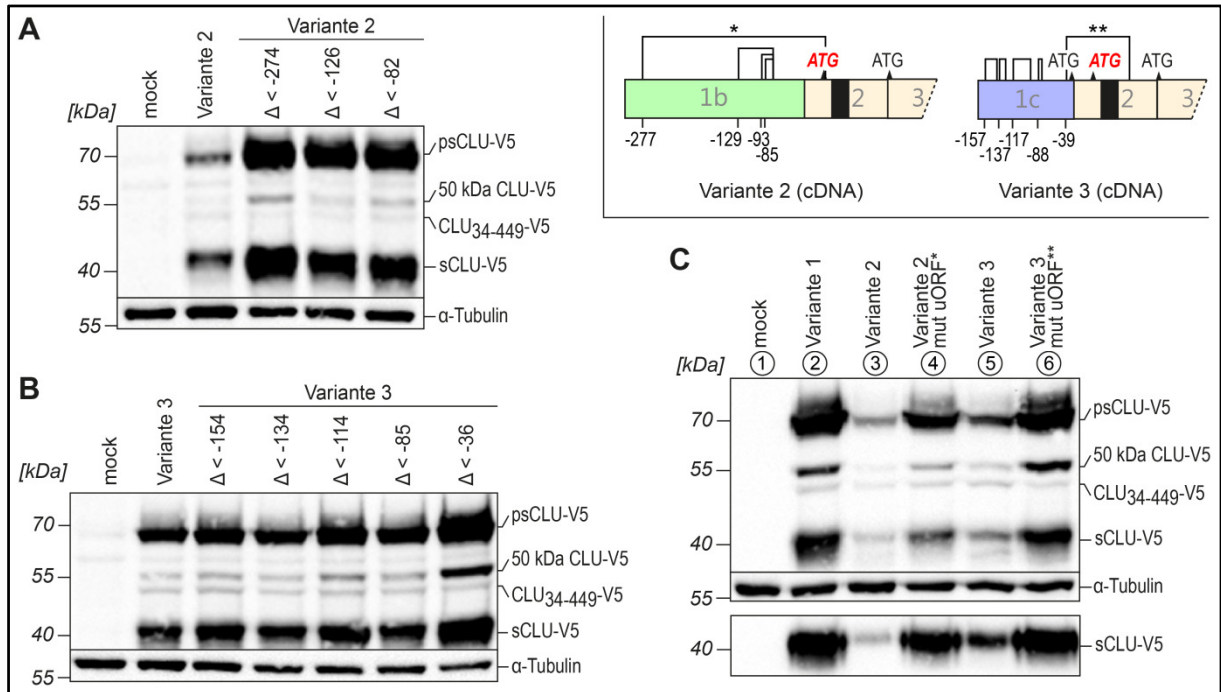 A
Variante 2
[kDa]
mock
Variante 2
Δ < -274
Δ < -126
Δ < -82
70
55
40
55
psCLU-V5
50 kDa CLU-V5
CLU34-449-V5
sCLU-V5
α-Tubulin
*
ATG
1b
2
3
-277
-129
-93
-85
Variante 2 (cDNA)
**
ATG
ATG
ATG
1c
2
3
-157
-137
-117
-88
-39
Variante 3 (cDNA)
B
Variante 3
[kDa]
mock
Variante 3
Δ < -154
Δ < -134
Δ < -114
Δ < -85
Δ < -36
70
55
40
55
psCLU-V5
50 kDa CLU-V5
CLU34-449-V5
sCLU-V5
α-Tubulin
C
[kDa]
1 mock
2 Variante 1
3 Variante 2
4 Variante 2
mut uORF*
5 Variante 3
6 Variante 3
mut uORF**
70
55
40
55
psCLU-V5
50 kDa CLU-V5
CLU34-449-V5
sCLU-V5
α-Tubulin
40
sCLU-V5